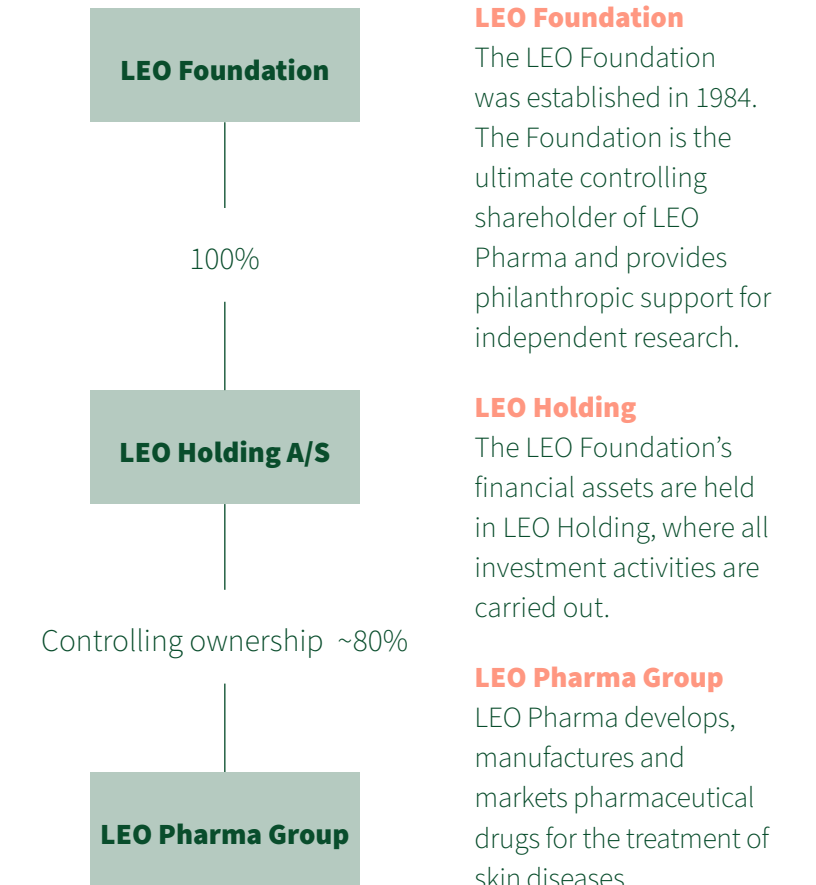 LEO Foundation
100%
LEO Holding A/S
Controlling ownership ~80%
LEO Pharma Group
LEO Foundation
The LEO Foundation
was established in 1984.
The Foundation is the
ultimate controlling
shareholder of LEO
Pharma and provides
philanthropic support for
independent research.
LEO Holding
The LEO Foundation’s
financial assets are held
in LEO Holding, where all
investment activities are
carried out.
LEO Pharma Group
LEO Pharma develops,
manufactures and
markets pharmaceutical
drugs for the treatment of
skin diseases